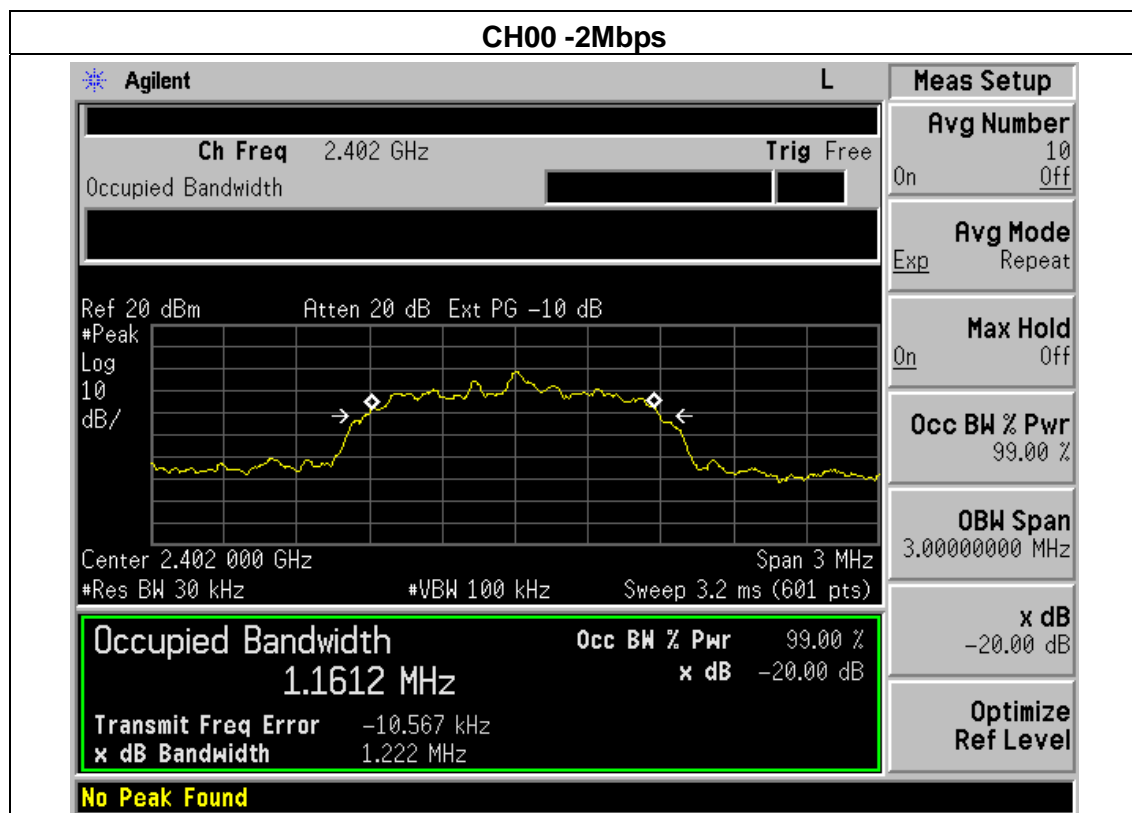 CH00 -2Mbps
Agilent L Meas Setup
Ch Freq 2.402 GHz Trig Free
Occupied Bandwidth
Avg Number
10
On Off
Avg Mode
Exp Repeat
Max Hold
On Off
Occ BW % Pwr
99.00 %
OBW Span
3.00000000 MHz
x dB
-20.00 dB
Optimize
Ref Level
Ref 20 dBm Atten 20 dB Ext PG -10 dB
#Peak
Log
10
dB/
Center 2.402 000 GHz Span 3 MHz
#Res BW 30 kHz #VBW 100 kHz Sweep 3.2 ms (601 pts)
Occupied Bandwidth Occ BW % Pwr 99.00 %
1.1612 MHz x dB -20.00 dB
Transmit Freq Error -10.567 kHz
x dB Bandwidth 1.222 MHz
No Peak Found